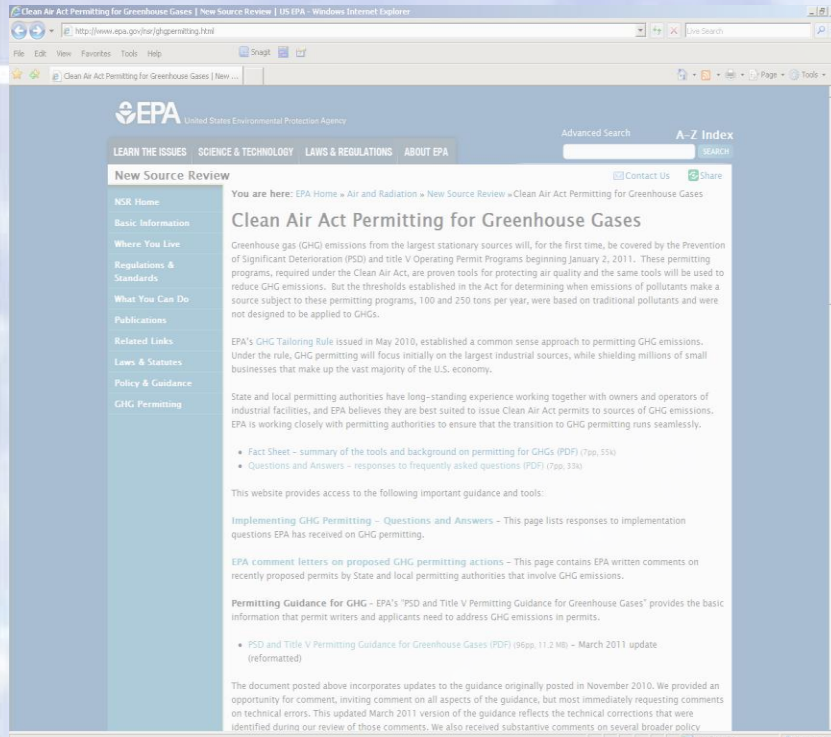 Clean Air Act Permitting for Greenhouse Gases | New Source Review | US EPA - Windows Internet Explorer
http://www.epa.gov/nsr/ghgpermitting.html
Live Search
File Edit View Favorites Tools Help
Snagit
Clean Air Act Permitting for Greenhouse Gases | New ...
Page Tools
EPA United States Environmental Protection Agency
Advanced Search A-Z Index
LEARN THE ISSUES SCIENCE & TECHNOLOGY LAWS & REGULATIONS ABOUT EPA
SEARCH
New Source Review
Contact Us Share
NSR Home
Basic Information
Where You Live
Regulations &
Standards
What You Can Do
Publications
Related Links
Laws & Statutes
Policy & Guidance
GHG Permitting
You are here: EPA Home » Air and Radiation » New Source Review » Clean Air Act Permitting for Greenhouse Gases
Clean Air Act Permitting for Greenhouse Gases
Greenhouse gas (GHG) emissions from the largest stationary sources will, for the first time, be covered by the Prevention
of Significant Deterioration (PSD) and title V Operating Permit Programs beginning January 2, 2011. These permitting
programs, required under the Clean Air Act, are proven tools for protecting air quality and the same tools will be used to
reduce GHG emissions. But the thresholds established in the Act for determining when emissions of pollutants make a
source subject to these permitting programs, 100 and 250 tons per year, were based on traditional pollutants and were
not designed to be applied to GHGs.
EPA's GHG Tailoring Rule issued in May 2010, established a common sense approach to permitting GHG emissions.
Under the rule, GHG permitting will focus initially on the largest industrial sources, while shielding millions of small
businesses that make up the vast majority of the U.S. economy.
State and local permitting authorities have long-standing experience working together with owners and operators of
industrial facilities, and EPA believes they are best suited to issue Clean Air Act permits to sources of GHG emissions.
EPA is working closely with permitting authorities to ensure that the transition to GHG permitting runs seamlessly.
• Fact Sheet - summary of the tools and background on permitting for GHGs (PDF) (7pp, 55k)
• Questions and Answers - responses to frequently asked questions (PDF) (7pp, 33k)
This website provides access to the following important guidance and tools:
Implementing GHG Permitting - Questions and Answers - This page lists responses to implementation
questions EPA has received on GHG permitting.
EPA comment letters on proposed GHG permitting actions - This page contains EPA written comments on
recently proposed permits by State and local permitting authorities that involve GHG emissions.
Permitting Guidance for GHG - EPA's "PSD and Title V Permitting Guidance for Greenhouse Gases" provides the basic
information that permit writers and applicants need to address GHG emissions in permits.
• PSD and Title V Permitting Guidance for Greenhouse Gases (PDF) (96pp, 11.2 MB) - March 2011 update
(reformatted)
The document posted above incorporates updates to the guidance originally posted in November 2010. We provided an
opportunity for comment, inviting comment on all aspects of the guidance, but most immediately requesting comments
on technical errors. This updated March 2011 version of the guidance reflects the technical corrections that were
identified during our review of those comments. We also received substantive comments on several broader policy